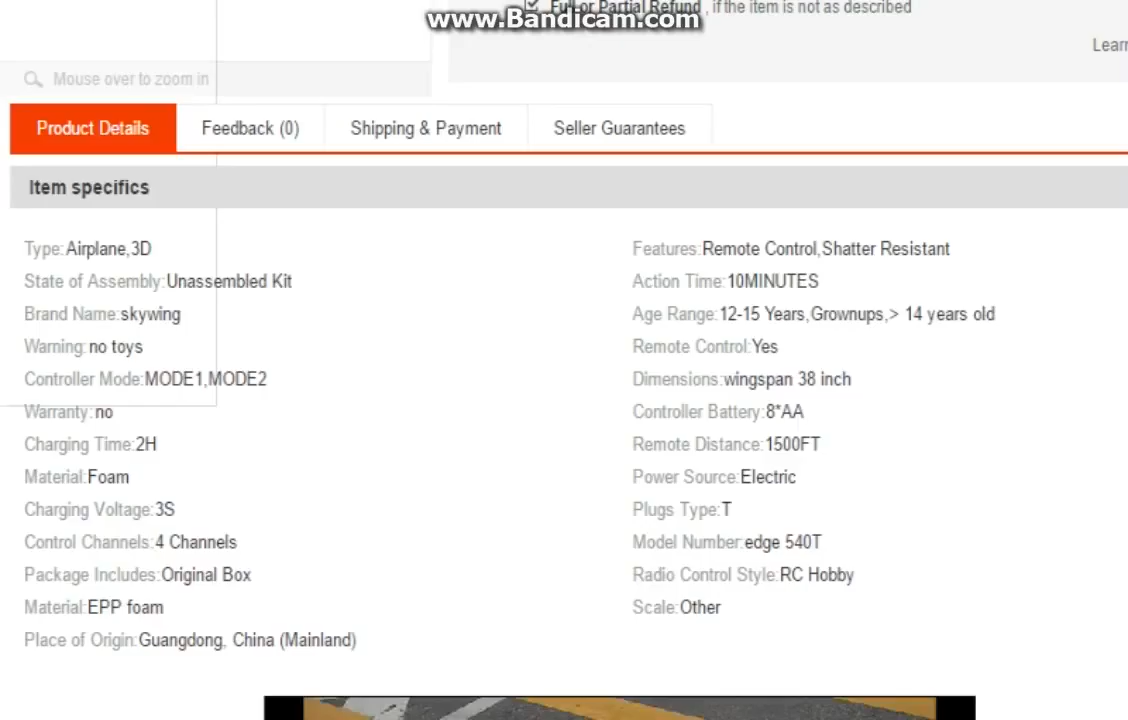 Full or Partial Refund , if the item is not as described
www.Bandicam.com
Learn
Mouse over to zoom in
Product Details Feedback (0) Shipping & Payment Seller Guarantees
Item specifics
Type:Airplane,3D Features:Remote Control,Shatter Resistant
State of Assembly:Unassembled Kit Action Time:10MINUTES
Brand Name:skywing Age Range:12-15 Years,Grownups,> 14 years old
Warning:no toys Remote Control:Yes
Controller Mode:MODE1,MODE2 Dimensions:wingspan 38 inch
Warranty:no Controller Battery:8*AA
Charging Time:2H Remote Distance:1500FT
Material:Foam Power Source:Electric
Charging Voltage:3S Plugs Type:T
Control Channels:4 Channels Model Number:edge 540T
Package Includes:Original Box Radio Control Style:RC Hobby
Material:EPP foam Scale:Other
Place of Origin:Guangdong, China (Mainland)